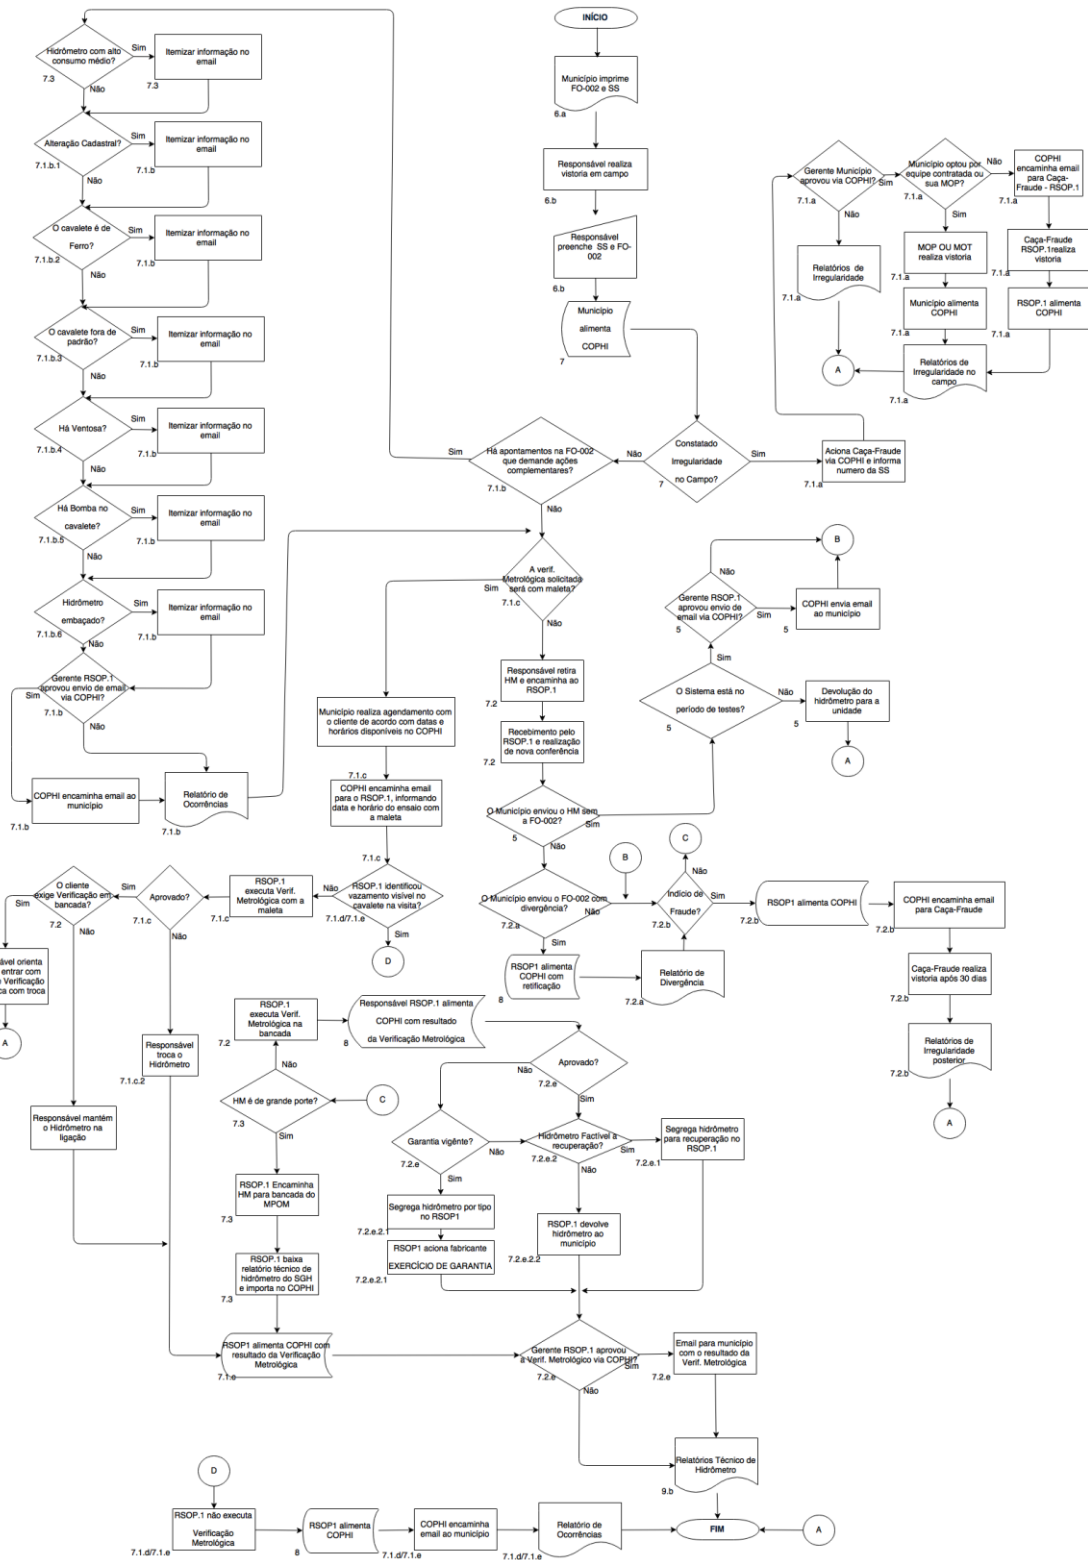 INÍCIO
Município imprime
FO-002 e SS
6.a
Responsável realiza
vistoria em campo
6.b
Responsável
preenche SS e FO-
002
6.b
Município
alimenta
COPHI
7
Constatado
Irregularidade
no Campo?
7
Não
Sim
Aciona Caça-Fraude
via COPHI e informa
numero da SS
7.1.a
Gerente Município
aprovou via COPHI?
7.1.a
Sim
Não
Relatórios de
Irregularidade
7.1.a
Município optou por
equipe contratada ou
sua MOP?
7.1.a
Não
Sim
COPHI
encaminha email
para Caça-
Fraude - RSOP.1
7.1.a
MOP OU MOT
realiza vistoria
7.1.a
Caça-Fraude
RSOP.1realiza
vistoria
7.1.a
Município alimenta
COPHI
7.1.a
RSOP.1 alimenta
COPHI
7.1.a
Relatórios de
Irregularidade no
campo
7.1.a
A
Há apontamentos na FO-002
que demande ações
complementares?
7.1.b
Sim
Não
Hidrômetro com alto
consumo médio?
7.3
Sim
Não
Itemizar informação no
email
7.3
Alteração Cadastral?
7.1.b.1
Sim
Não
Itemizar informação no
email
7.1.b
O cavalete é de
Ferro?
7.1.b.2
Sim
Não
Itemizar informação no
email
7.1.b
O cavalete fora de
padrão?
7.1.b.3
Sim
Não
Itemizar informação no
email
7.1.b
Há Ventosa?
7.1.b.4
Sim
Não
Itemizar informação no
email
7.1.b
Há Bomba no
cavalete?
7.1.b.5
Sim
Não
Itemizar informação no
email
7.1.b
Hidrômetro
embaçado?
7.1.b.6
Sim
Não
Itemizar informação no
email
7.1.b
Gerente RSOP.1
aprovou envio de email
via COPHI?
7.1.b
Sim
Não
COPHI encaminha email ao
município
7.1.b
Relatório de
Ocorrências
7.1.b
A verif.
Metrológica solicitada
será com maleta?
7.1.c
Sim
Não
Responsável retira
HM e encaminha ao
RSOP.1
7.2
Recebimento pelo
RSOP.1 e realização
de nova conferência
7.2
O Município enviou o HM sem
a FO-002?
5
Sim
Não
O Sistema está no
período de testes?
5
Sim
Não
Devolução do
hidrômetro para a
unidade
5
A
Gerente RSOP.1
aprovou envio de
email via COPHI?
5
Não
Sim
COPHI envia email
ao município
5
B
Município realiza agendamento com
o cliente de acordo com datas e
horários disponíveis no COPHI
7.1.c
COPHI encaminha email
para o RSOP.1, informando
data e horário do ensaio com
a maleta
7.1.c
RSOP.1 identificou
vazamento visível no
cavalete na visita?
7.1.d/7.1.e
Não
Sim
D
RSOP.1
executa Verif.
Metrológica com a
maleta
7.1.c
Aprovado?
7.1.c
Sim
Não
O cliente
exige Verificação em
bancada?
7.2
Sim
Não
ável orienta
entrar com
e Verificação
ca com troca
A
Responsável
troca o
Hidrômetro
7.1.c.2
Responsável mantém
o Hidrômetro na
ligação
O Município enviou o FO-002 com
divergência?
7.2.a
Não
Sim
B
RSOP1 alimenta
COPHI com
retificação
8
Relatório de
Divergência
7.2.a
Indício de
Fraude?
7.2.b
Não
Sim
C
RSOP1 alimenta COPHI
7.2.b
COPHI encaminha email
para Caça-Fraude
7.2.b
Caça-Fraude realiza
vistoria após 30 dias
7.2.b
Relatórios de
Irregularidade
posterior
7.2.b
A
RSOP.1
executa Verif.
Metrológica na
bancada
7.2
Responsável RSOP.1 alimenta
COPHI com resultado
da Verificação Metrológica
8
HM é de grande porte?
7.3
Não
Sim
C
RSOP.1 Encaminha
HM para bancada do
MPOM
7.3
RSOP.1 baixa
relatório técnico de
hidrômetro do SGH
e importa no COPHI
7.3
Aprovado?
7.2.e
Não
Sim
Garantia vigênte?
7.2.e
Não
Sim
Hidrômetro Factível a
recuperação?
7.2.e.2
Sim
Não
Segrega hidrômetro
para recuperação no
RSOP.1
7.2.e.1
Segrega hidrômetro por tipo
no RSOP1
7.2.e.2.1
RSOP1 aciona fabricante
EXERCÍCIO DE GARANTIA
7.2.e.2.1
RSOP.1 devolve
hidrômetro ao
município
7.2.e.2.2
RSOP1 alimenta COPHI com
resultado da Verificação
Metrológica
7.1.c
Gerente RSOP.1 aprovou
a Verif. Metrológico via COPHI?
7.2.e
Sim
Não
Email para município
com o resultado da
Verif. Metrológica
7.2.e
Relatórios Técnico de
Hidrômetro
9.b
D
RSOP.1 não executa
Verificação
Metrológica
7.1.d/7.1.e
RSOP1 alimenta
COPHI
8
COPHI encaminha
email ao município
7.1.d/7.1.e
Relatório de
Ocorrências
7.1.d/7.1.e
FIM
A